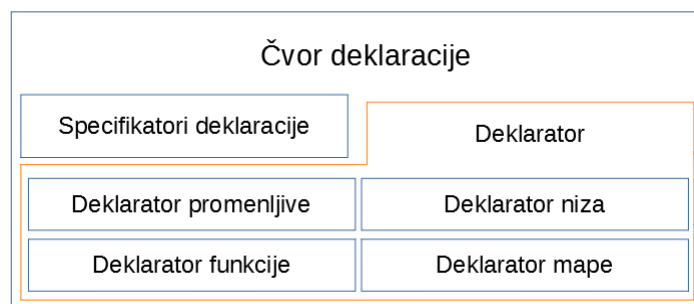 Čvor deklaracije
Specifikatori deklaracije
Deklarator
Deklarator promenljive
Deklarator niza
Deklarator funkcije
Deklarator mape